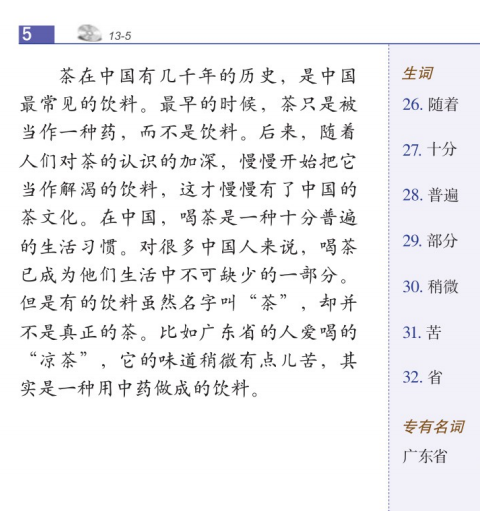 5
13-5
茶在中国有几千年的历史，是中国
最常见的饮料。最早的时候，茶只是被
当作一种药，而不是饮料。后来，随着
人们对茶的认识的加深，慢慢开始把它
当作解渴的饮料，这才慢慢有了中国的
茶文化。在中国，喝茶是一种十分普遍
的生活习惯。对很多中国人来说，喝茶
已成为他们生活中不可缺少的一部分。
但是有的饮料虽然名字叫“茶”，却并
不是真正的茶。比如广东省的人爱喝的
“凉茶”，它的味道稍微有点儿苦，其
实是一种用中药做成的饮料。
生词
26. 随着
27. 十分
28. 普遍
29. 部分
30. 稍微
31. 苦
32. 省
专有名词
广东省